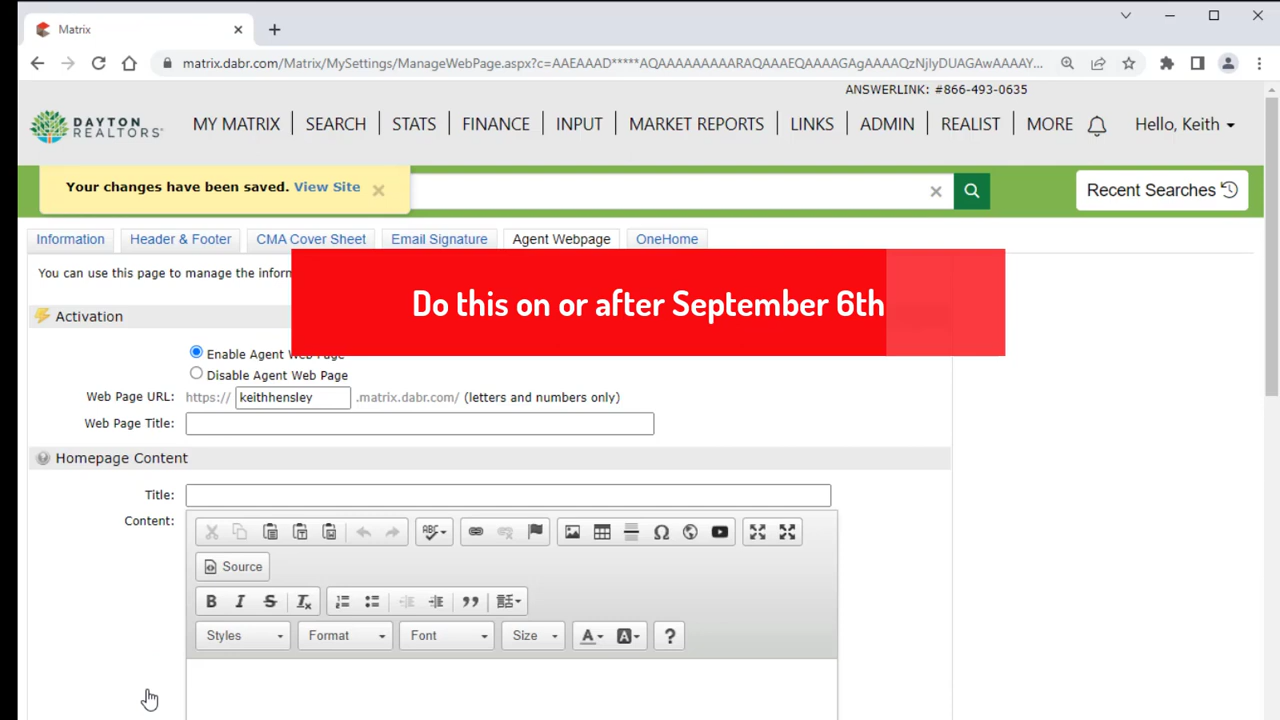 Matrix
matrix.dabr.com/Matrix/MySettings/ManageWebPage.aspx?c=AAEAAAD*****AQAAAAAAAAARAQAAAEQAAAAGAgAAAAQzNjIyDUAGAwAAAAY...
ANSWERLINK: #866-493-0635
DAYTON REALTORS
MY MATRIX SEARCH STATS FINANCE INPUT MARKET REPORTS LINKS ADMIN REALIST MORE Hello, Keith
Your changes have been saved. View Site
Recent Searches
Information Header & Footer CMA Cover Sheet Email Signature Agent Webpage OneHome
You can use this page to manage the
Do this on or after September 6th
Activation
Enable Agent Web Page
Disable Agent Web Page
Web Page URL: https:// keithhensley .matrix.dabr.com/ (letters and numbers only)
Web Page Title:
Homepage Content
Title:
Content:
ABC
Source
B I S Tx
Styles Format Font Size A A ?